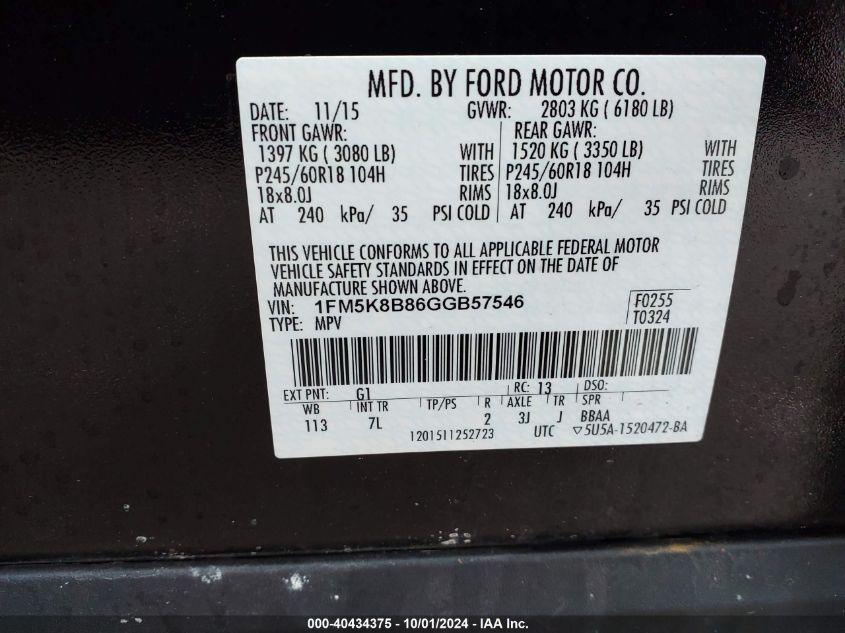 MFD. BY FORD MOTOR CO.
DATE: 11/15 GVWR: 2803 KG ( 6180 LB)
FRONT GAWR: REAR GAWR:
1397 KG ( 3080 LB) WITH 1520 KG ( 3350 LB) WITH
P245/60R18 104H TIRES P245/60R18 104H TIRES
18x8.0J RIMS 18x8.0J RIMS
AT 240 kPa/ 35 PSI COLD AT 240 kPa/ 35 PSI COLD
THIS VEHICLE CONFORMS TO ALL APPLICABLE FEDERAL MOTOR
VEHICLE SAFETY STANDARDS IN EFFECT ON THE DATE OF
MANUFACTURE SHOWN ABOVE.
VIN: 1FM5K8B86GGB57546 F0255
TYPE: MPV T0324
EXT PNT: G1 RC: 13 DSO:
WB INT TR TP/PS R AXLE TR SPR
113 7L 2 3J J BBAA
1201511252723 UTC ▽5U5A-1520472-BA
000-40434375 - 10/01/2024 - IAA Inc.